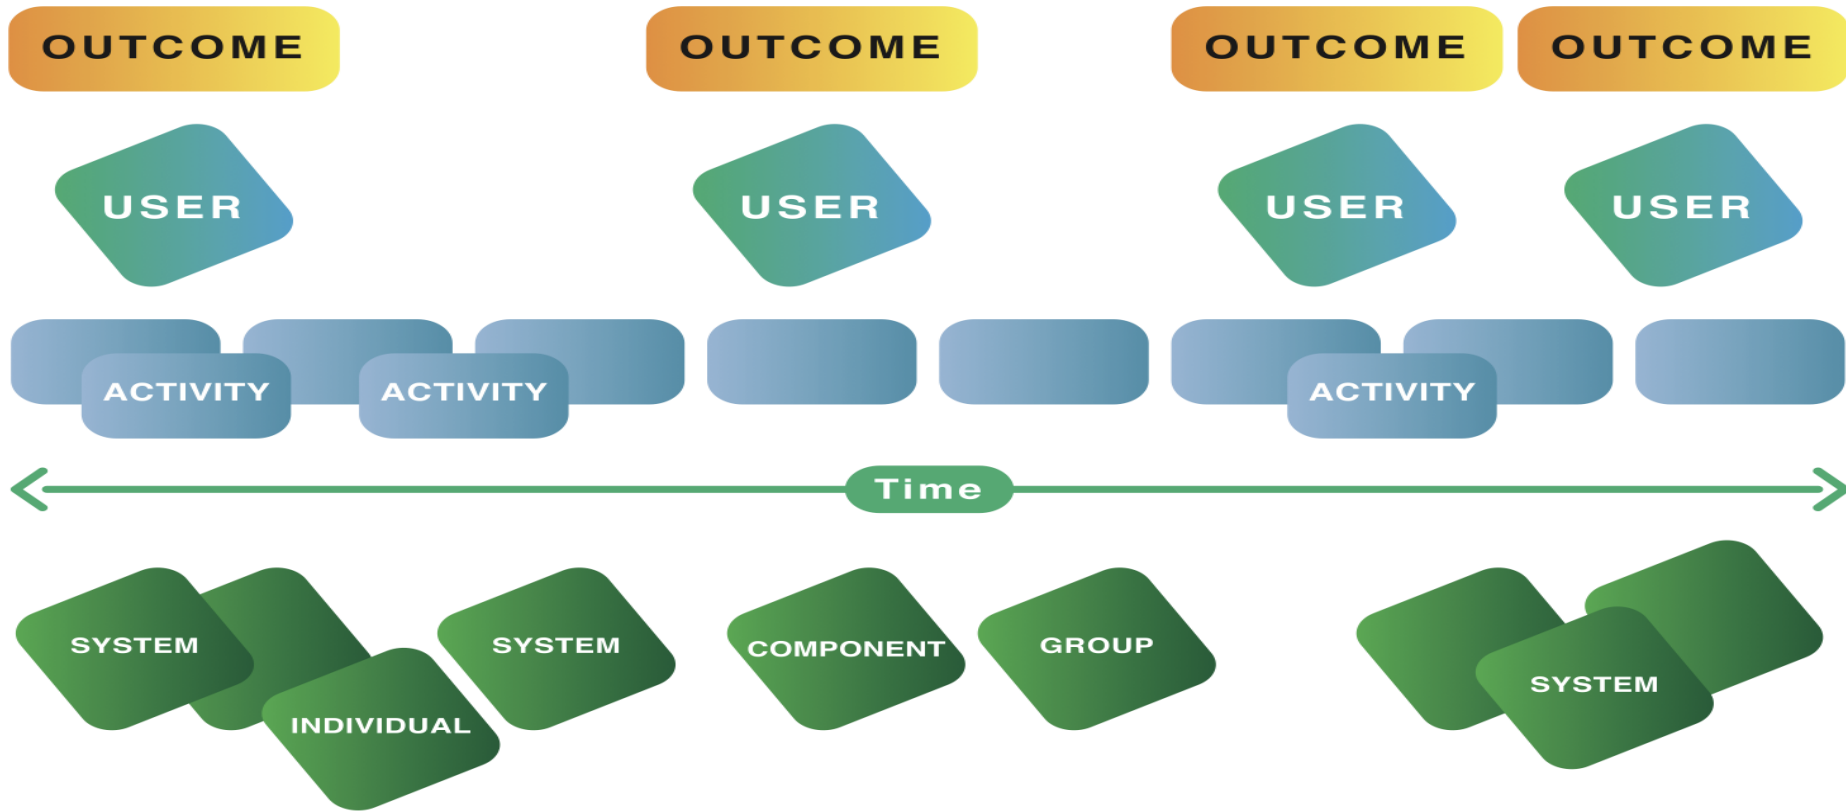 OUTCOME OUTCOME OUTCOME OUTCOME
USER USER USER USER
ACTIVITY ACTIVITY ACTIVITY
Time
SYSTEM SYSTEM COMPONENT GROUP
SYSTEM
INDIVIDUAL